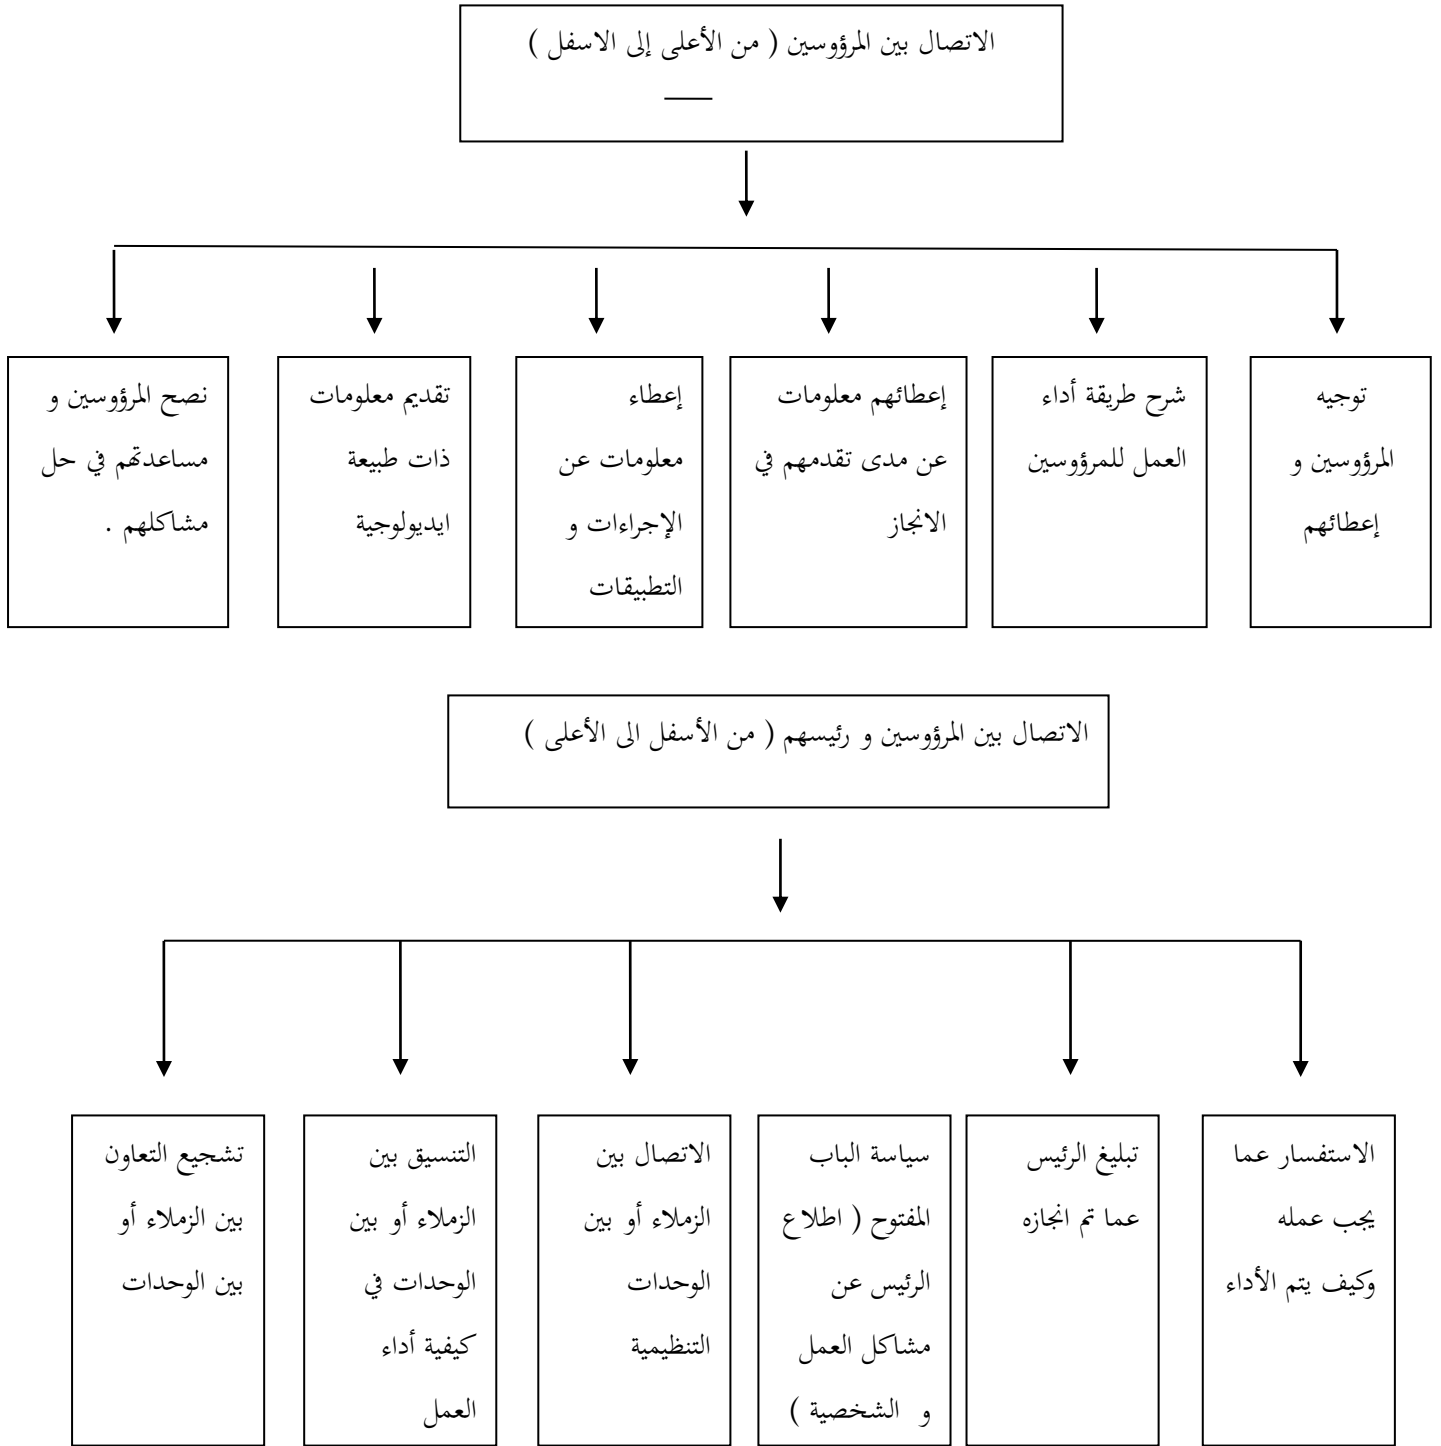 الاتصال بين المرؤوسين ( من الأعلى إلى الاسفل )
توجيه
المرؤوسين و
إعطائهم
شرح طريقة أداء
العمل للمرؤوسين
إعطائهم معلومات
عن مدى تقدمهم في
الانجاز
إعطاء
معلومات عن
الإجراءات و
التطبيقات
تقديم معلومات
ذات طبيعة
ايديولوجية
نصح المرؤوسين و
مساعدتهم في حل
مشاكلهم .
الاتصال بين المرؤوسين و رئيسهم ( من الأسفل الى الأعلى )
الاستفسار عما
يجب عمله
وكيف يتم الأداء
تبليغ الرئيس
عما تم انجازه
سياسة الباب
المفتوح ( اطلاع
الرئيس عن
مشاكل العمل
و الشخصية )
الاتصال بين
الزملاء أو بين
الوحدات
التنظيمية
التنسيق بين
الزملاء أو بين
الوحدات في
كيفية أداء
العمل
تشجيع التعاون
بين الزملاء أو
بين الوحدات